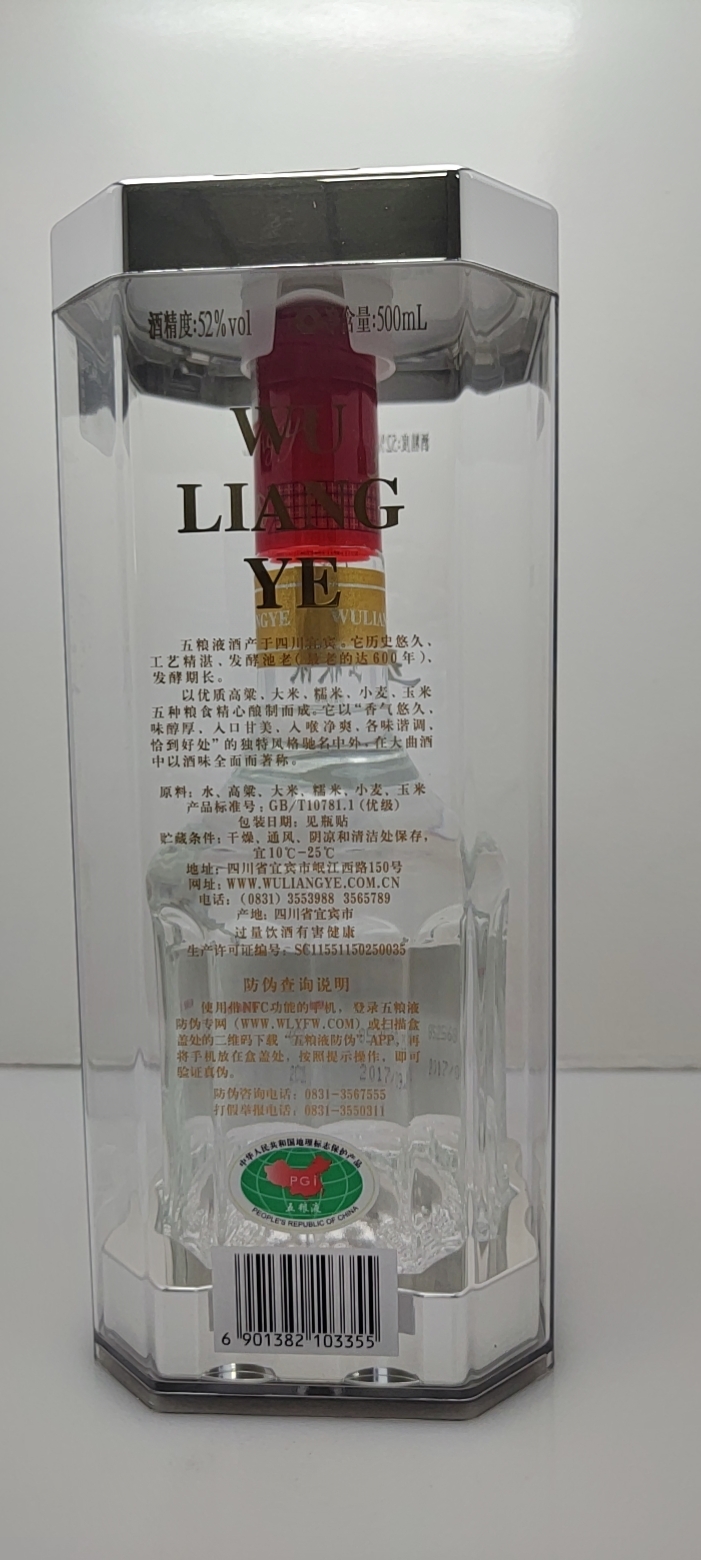 酒精度:52%vol
含量:500mL
WU
LIANG
YE
WULIAN
五粮液酒产于四川宜宾。它历史悠久、
工艺精湛、发酵池老(最老的达600年)、
发酵期长。
以优质高粱、大米、糯米、小麦、玉米
五种粮食精心酿制而成。它以“香气悠久、
味醇厚、入口甘美、入喉净爽、各味谐调、
恰到好处”的独特风格驰名中外。在大曲酒
中以酒味全面而著称。
原料: 水、高粱、大米、糯米、小麦、玉米
产品标准号: GB/T10781.1(优级)
包装日期: 见瓶贴
贮藏条件: 干燥、通风、阴凉和清洁处保存,
宜10℃-25℃
地址: 四川省宜宾市岷江西路150号
网址: WWW.WULIANGYE.COM.CN
电话: (0831) 3553988 3565789
产地: 四川省宜宾市
过量饮酒有害健康
生产许可证编号: SC11551150250035
防伪查询说明
使用带NFC功能的手机, 登录五粮液
防伪专网 (WWW.WLYFW.COM) 或扫描盒
盖处的二维码下载“五粮液防伪”APP, 再
将手机放在盒盖处, 按照提示操作, 即可
验证真伪。
2017/
防伪咨询电话: 0831-3567555
打假举报电话: 0831-3550311
中华人民共和国地理标志保护产品
PGI
五粮液
PEOPLE'S REPUBLIC OF CHINA
6 901382 103355